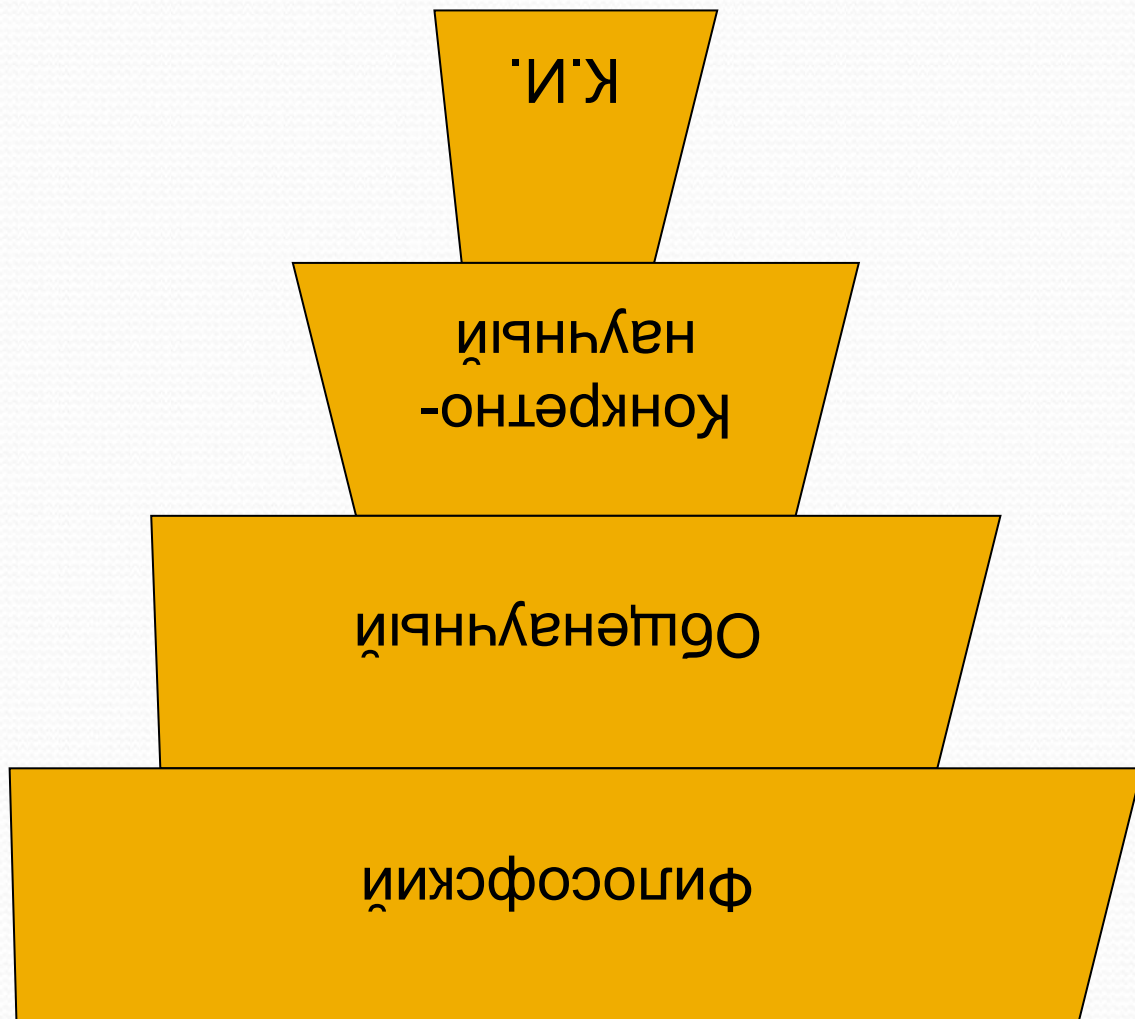 Философский
Общенаучный
Конкретно-
научный
К.И.